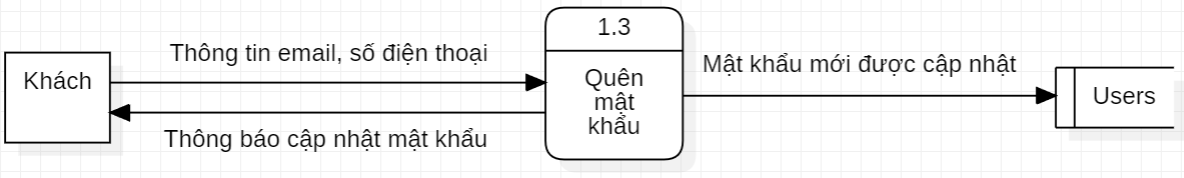 1.3
Thông tin email, số điện thoại
Khách
Quên
mật
khẩu
Mật khẩu mới được cập nhật
Users
Thông báo cập nhật mật khẩu